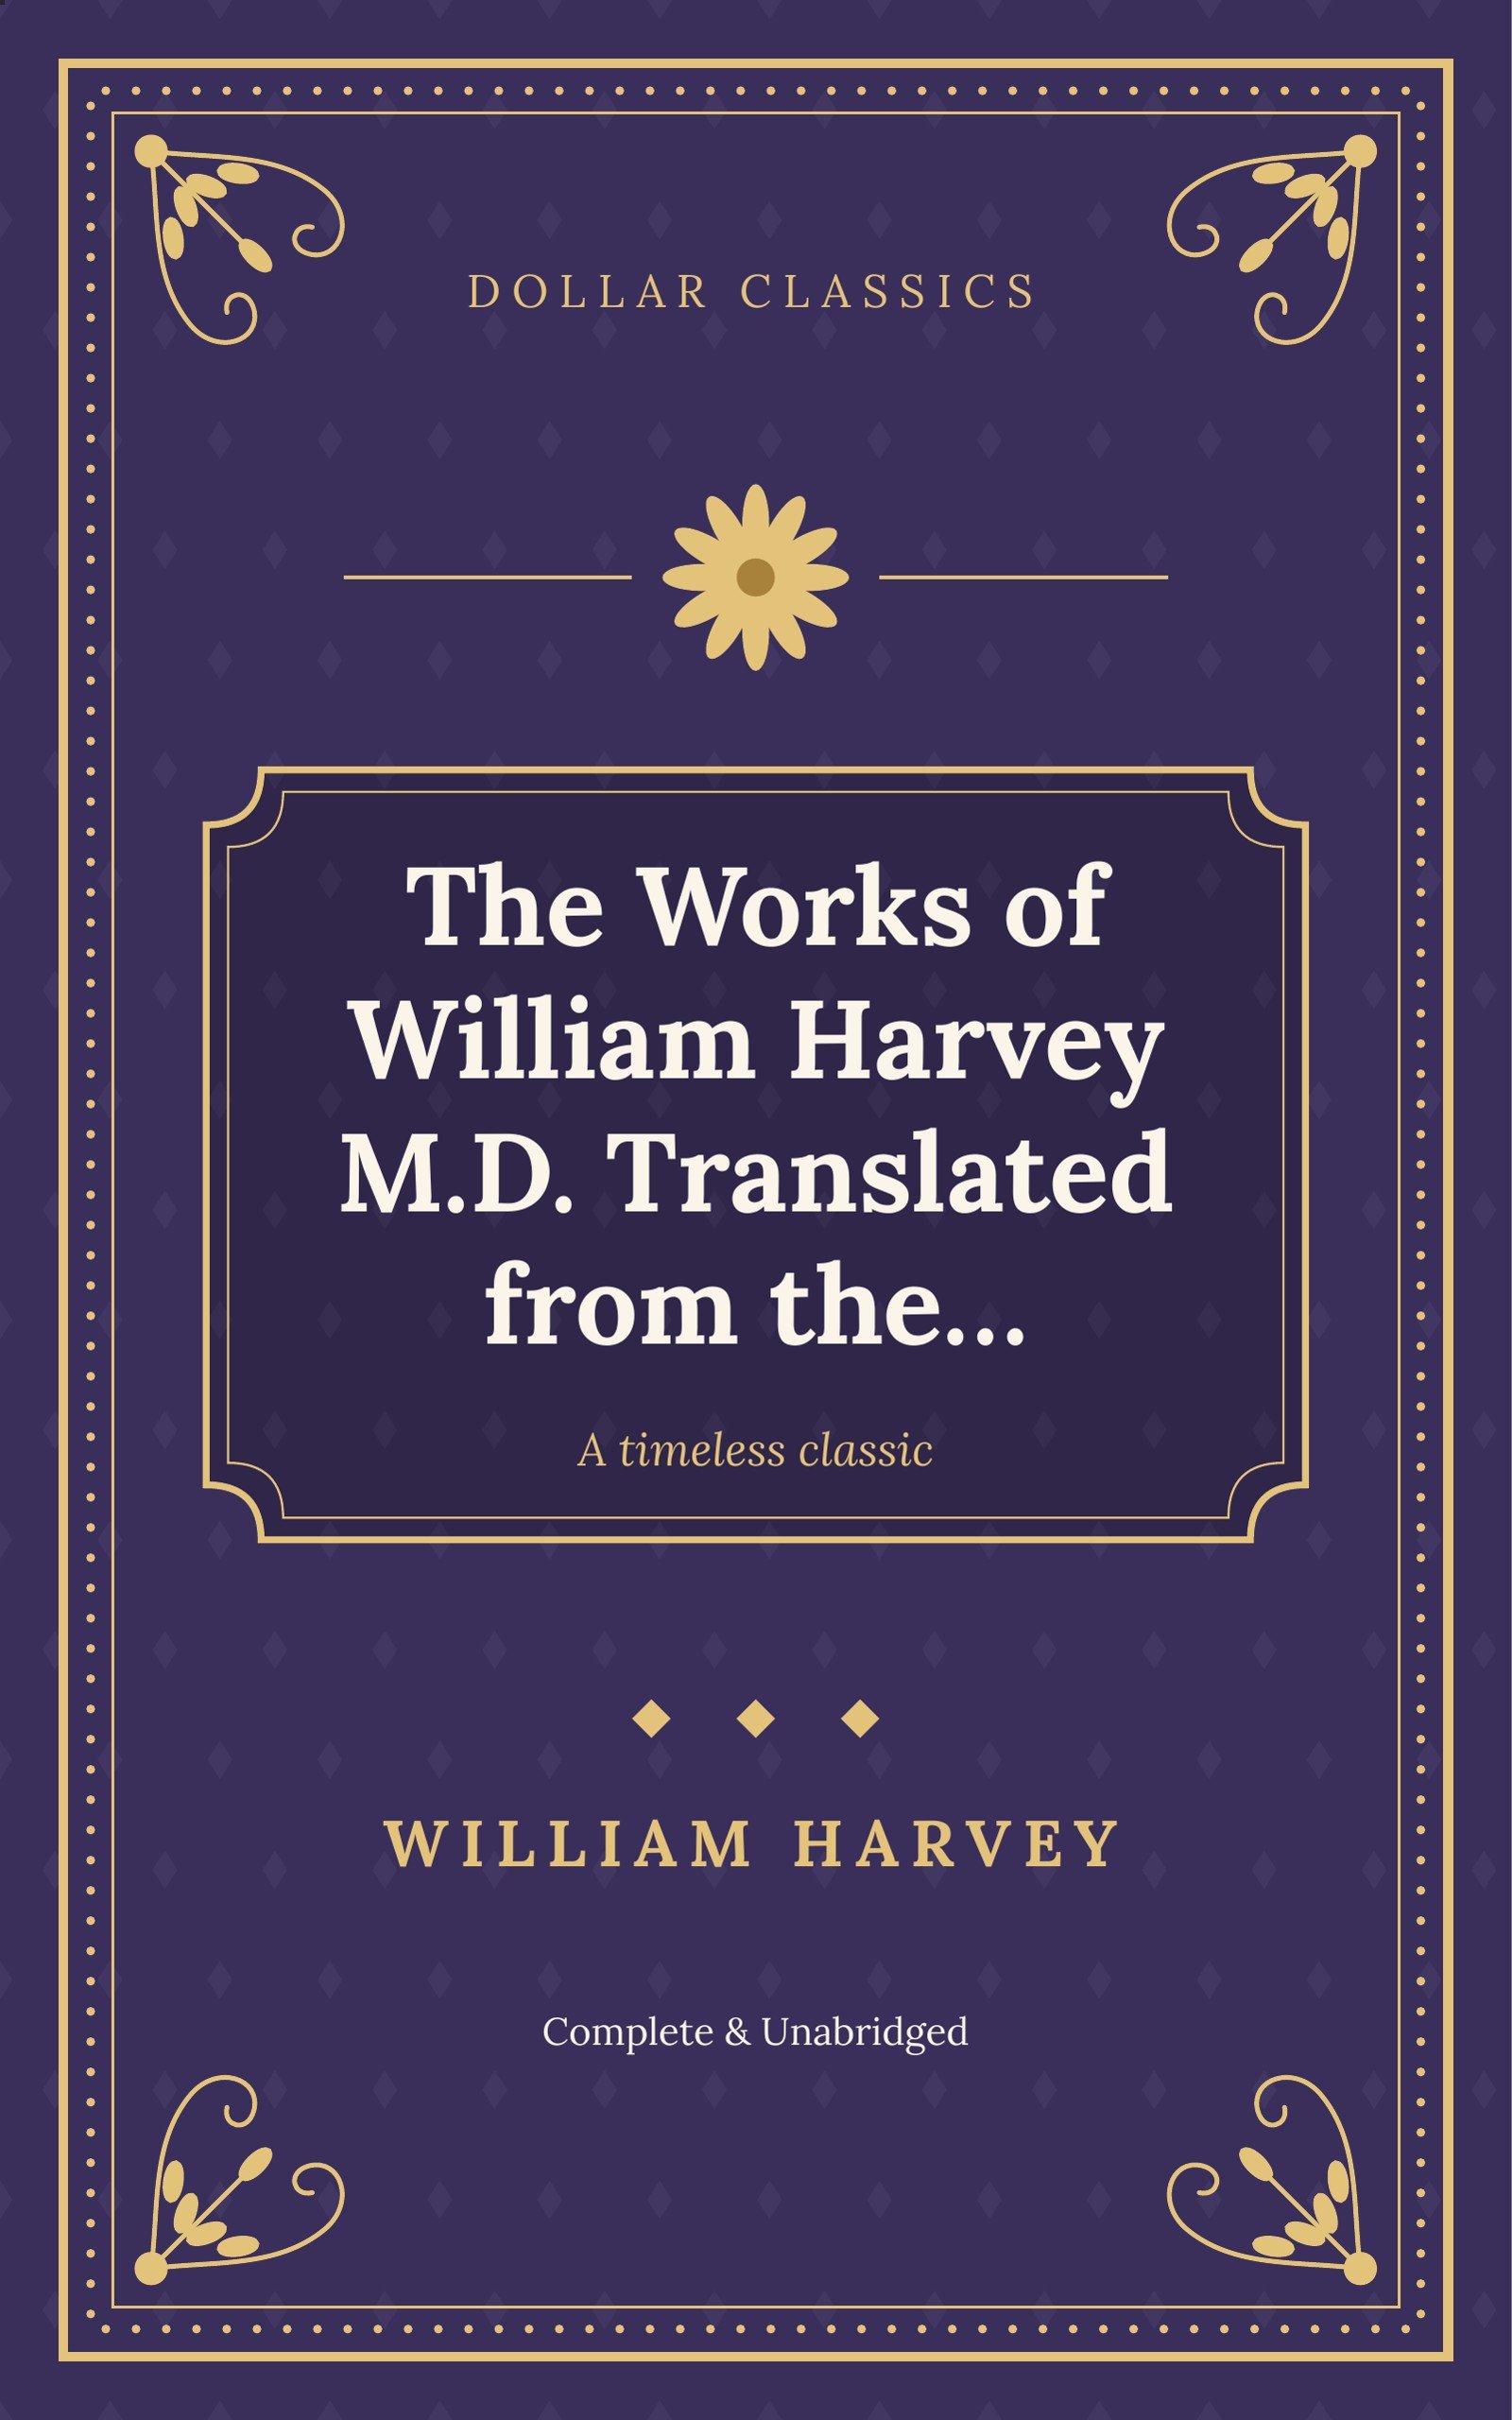 DOLLAR CLASSICS
The Works of
William Harvey
M.D. Translated
from the...
A timeless classic
WILLIAM HARVEY
Complete & Unabridged